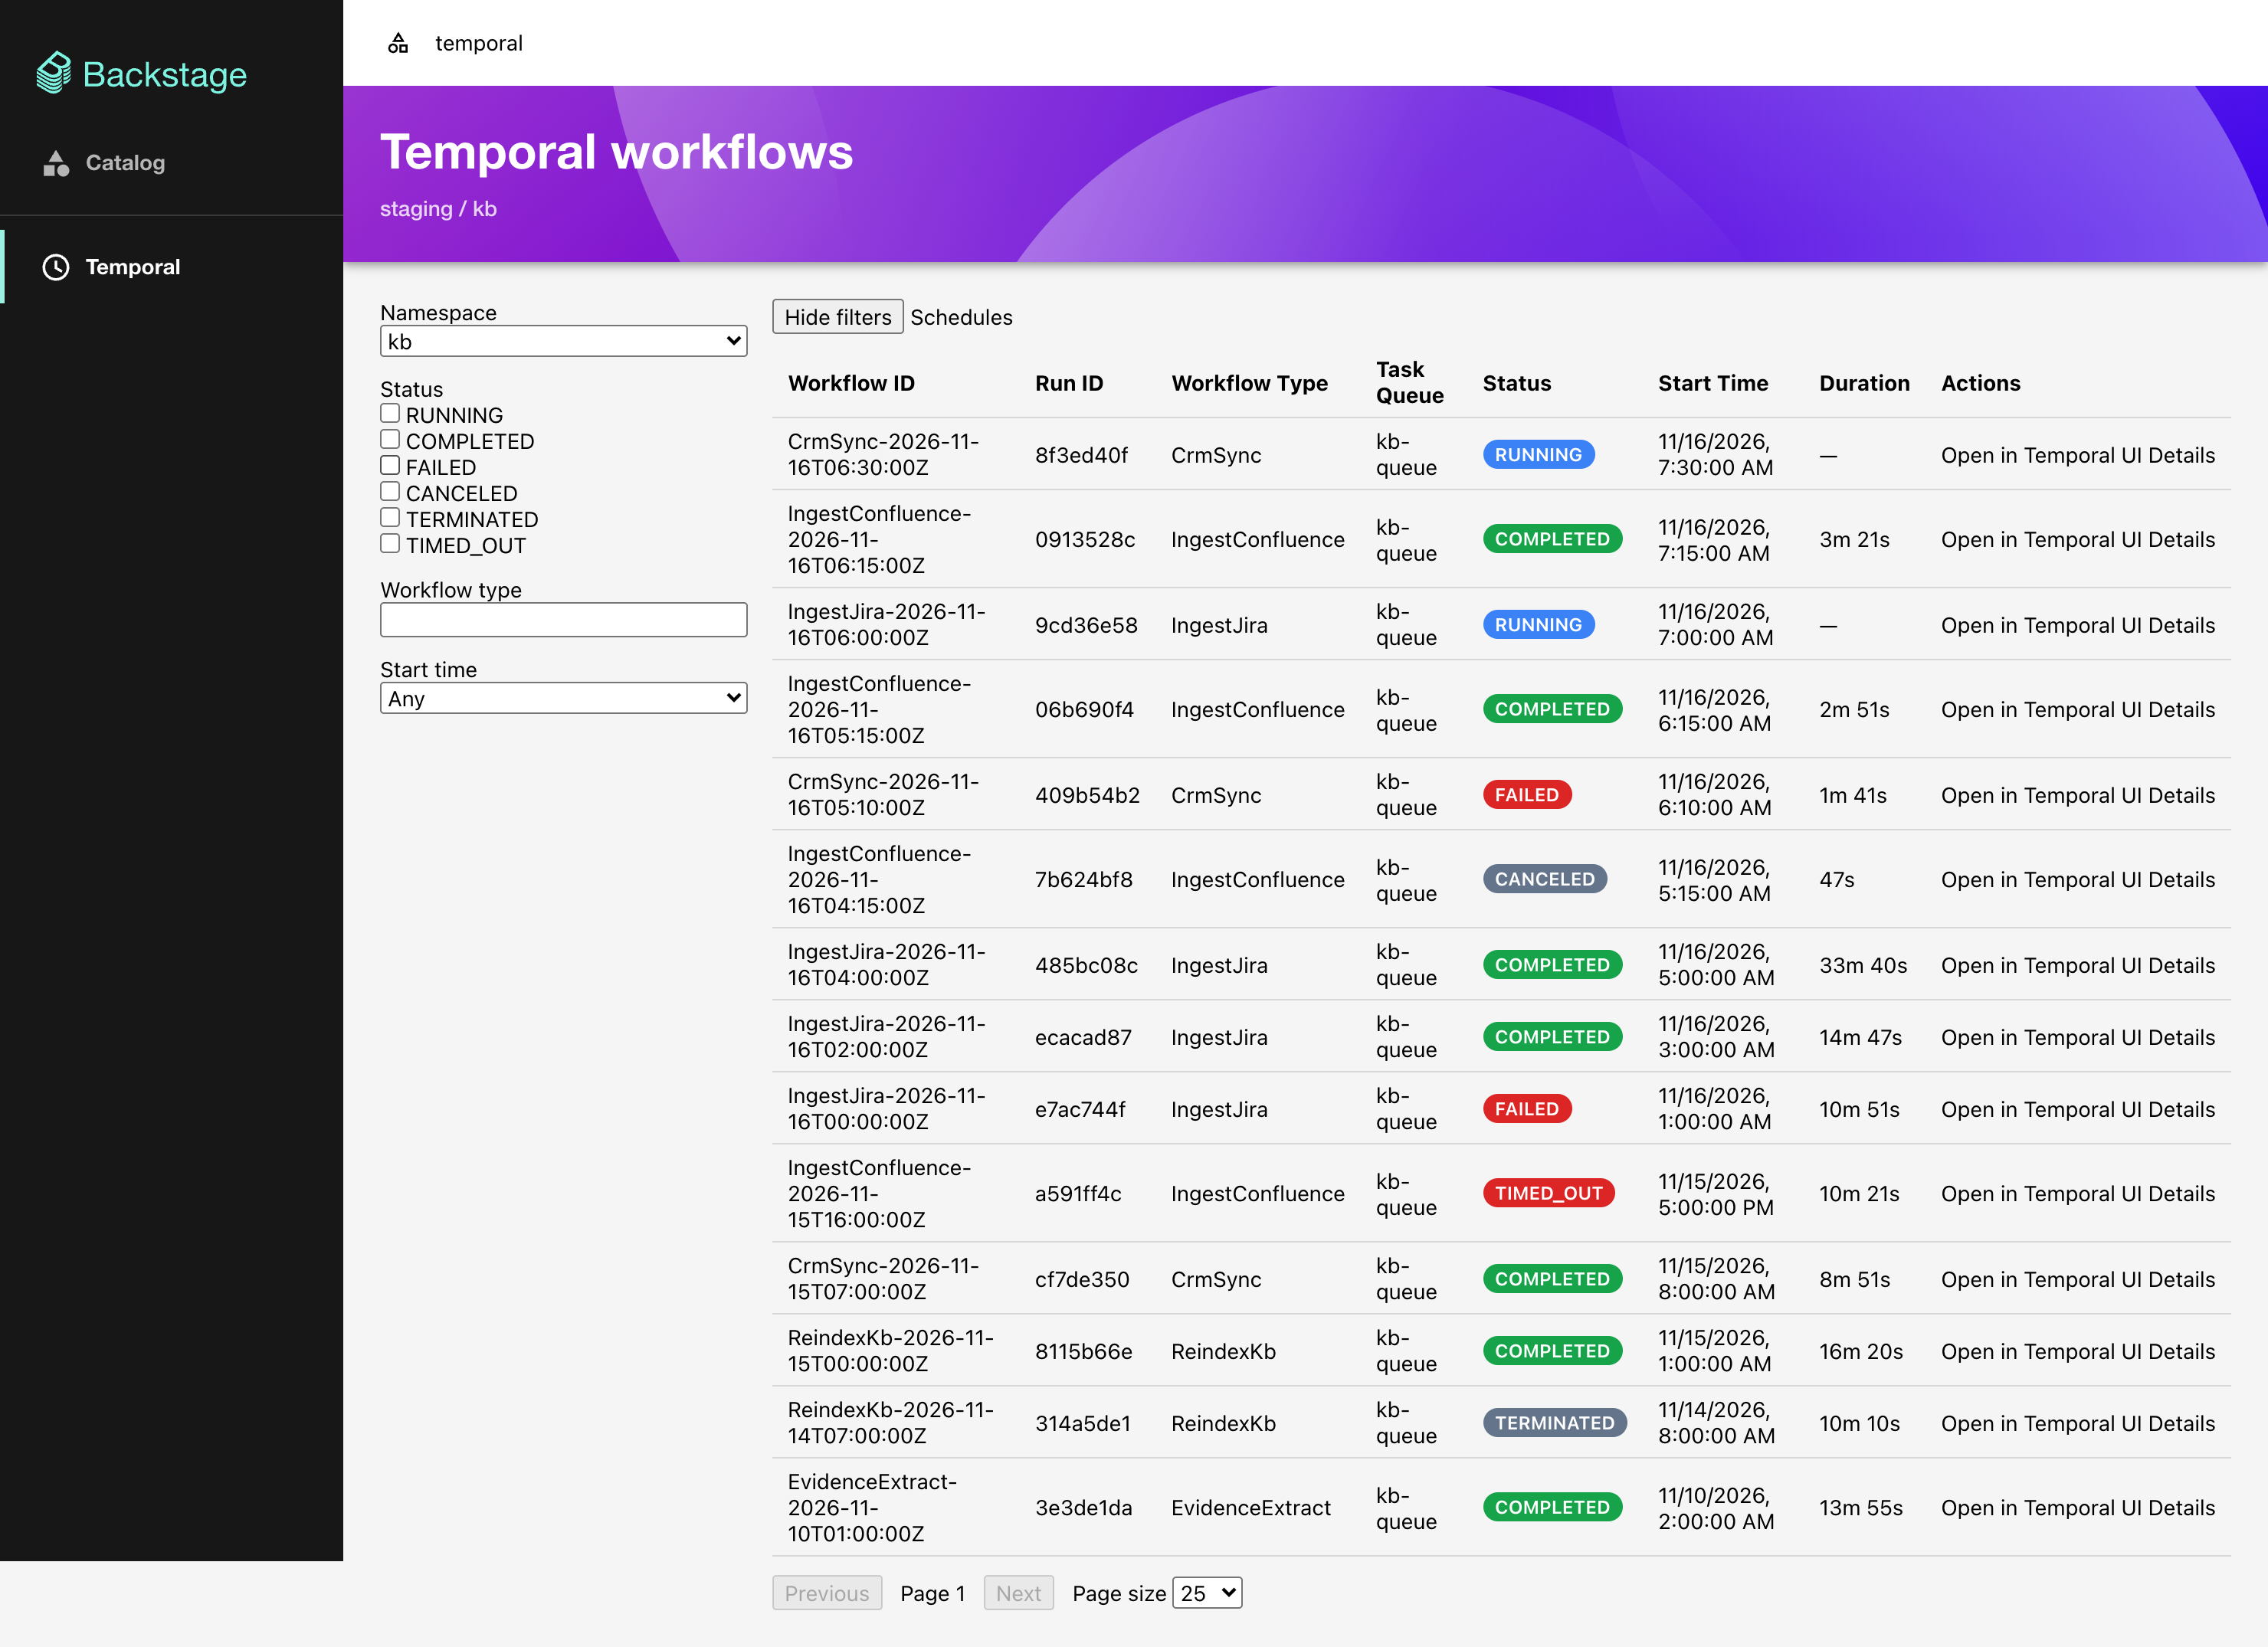 Backstage
Catalog
Temporal
temporal
Temporal workflows
staging / kb
Namespace
kb
Status
RUNNING
COMPLETED
FAILED
CANCELED
TERMINATED
TIMED_OUT
Workflow type
Start time
Any
Hide filters Schedules
Workflow ID Run ID Workflow Type Task Queue Status Start Time Duration Actions
CrmSync-2026-11-16T06:30:00Z 8f3ed40f CrmSync kb-queue RUNNING 11/16/2026, 7:30:00 AM — Open in Temporal UI Details
IngestConfluence-2026-11-16T06:15:00Z 0913528c IngestConfluence kb-queue COMPLETED 11/16/2026, 7:15:00 AM 3m 21s Open in Temporal UI Details
IngestJira-2026-11-16T06:00:00Z 9cd36e58 IngestJira kb-queue RUNNING 11/16/2026, 7:00:00 AM — Open in Temporal UI Details
IngestConfluence-2026-11-16T05:15:00Z 06b690f4 IngestConfluence kb-queue COMPLETED 11/16/2026, 6:15:00 AM 2m 51s Open in Temporal UI Details
CrmSync-2026-11-16T05:10:00Z 409b54b2 CrmSync kb-queue FAILED 11/16/2026, 6:10:00 AM 1m 41s Open in Temporal UI Details
IngestConfluence-2026-11-16T04:15:00Z 7b624bf8 IngestConfluence kb-queue CANCELED 11/16/2026, 5:15:00 AM 47s Open in Temporal UI Details
IngestJira-2026-11-16T04:00:00Z 485bc08c IngestJira kb-queue COMPLETED 11/16/2026, 5:00:00 AM 33m 40s Open in Temporal UI Details
IngestJira-2026-11-16T02:00:00Z ecacad87 IngestJira kb-queue COMPLETED 11/16/2026, 3:00:00 AM 14m 47s Open in Temporal UI Details
IngestJira-2026-11-16T00:00:00Z e7ac744f IngestJira kb-queue FAILED 11/16/2026, 1:00:00 AM 10m 51s Open in Temporal UI Details
IngestConfluence-2026-11-15T16:00:00Z a591ff4c IngestConfluence kb-queue TIMED_OUT 11/15/2026, 5:00:00 PM 10m 21s Open in Temporal UI Details
CrmSync-2026-11-15T07:00:00Z cf7de350 CrmSync kb-queue COMPLETED 11/15/2026, 8:00:00 AM 8m 51s Open in Temporal UI Details
ReindexKb-2026-11-15T00:00:00Z 8115b66e ReindexKb kb-queue COMPLETED 11/15/2026, 1:00:00 AM 16m 20s Open in Temporal UI Details
ReindexKb-2026-11-14T07:00:00Z 314a5de1 ReindexKb kb-queue TERMINATED 11/14/2026, 8:00:00 AM 10m 10s Open in Temporal UI Details
EvidenceExtract-2026-11-10T01:00:00Z 3e3de1da EvidenceExtract kb-queue COMPLETED 11/10/2026, 2:00:00 AM 13m 55s Open in Temporal UI Details
Previous Page 1 Next Page size 25